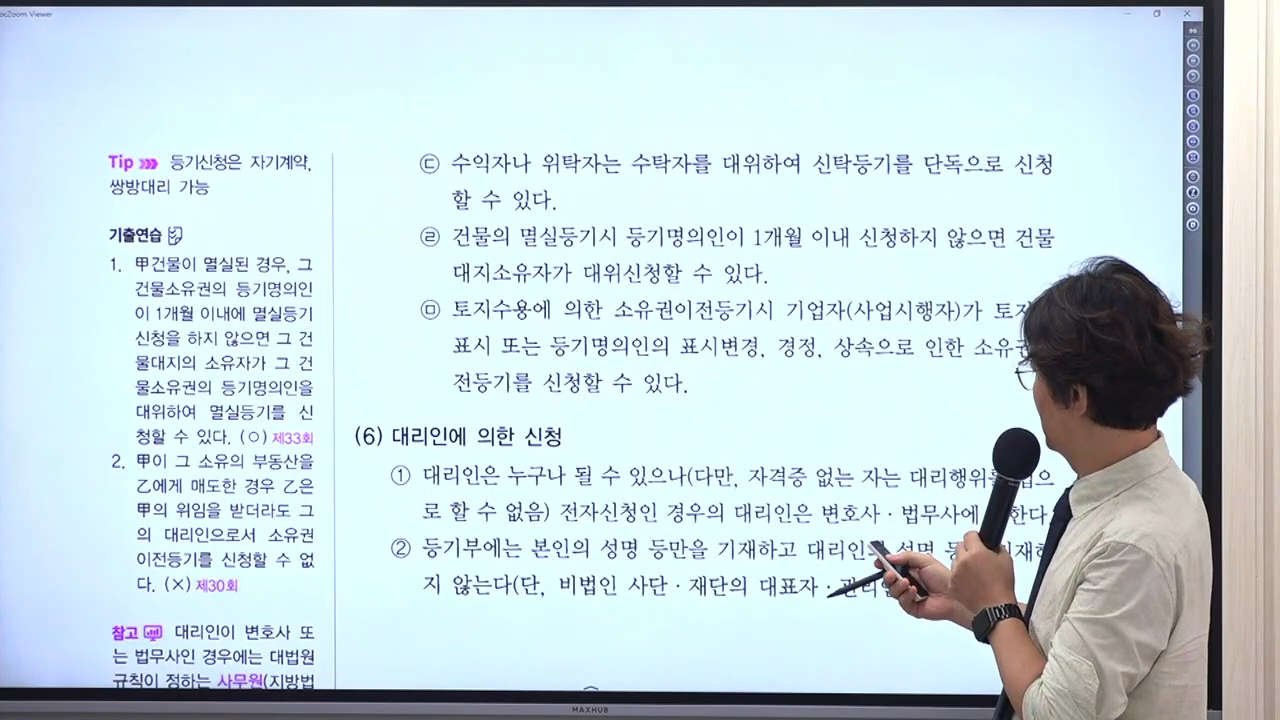 Tip 등기신청은 자기계약,
쌍방대리 가능
기출연습
1. 甲건물이 멸실된 경우, 그
건물소유권의 등기명의인
이 1개월 이내에 멸실등기
신청을 하지 않으면 그 건
물대지의 소유자가 그 건
물소유권의 등기명의인을
대위하여 멸실등기를 신
청할 수 있다. (○) 제33회
2. 甲이 그 소유의 부동산을
乙에게 매도한 경우 乙은
甲의 위임을 받더라도 그
의 대리인으로서 소유권
이전등기를 신청할 수 없
다. (×) 제30회
참고 대리인이 변호사 또
는 법무사인 경우에는 대법원
규칙이 정하는 사무원(지방법
㉢ 수익자나 위탁자는 수탁자를 대위하여 신탁등기를 단독으로 신청
할 수 있다.
㉣ 건물의 멸실등기시 등기명의인이 1개월 이내 신청하지 않으면 건물
대지소유자가 대위신청할 수 있다.
㉤ 토지수용에 의한 소유권이전등기시 기업자(사업시행자)가 토지
표시 또는 등기명의인의 표시변경, 경정, 상속으로 인한 소유권
전등기를 신청할 수 있다.
(6) 대리인에 의한 신청
① 대리인은 누구나 될 수 있으나(다만, 자격증 없는 자는 대리행위를 업으
로 할 수 없음) 전자신청인 경우의 대리인은 변호사·법무사에 한다
② 등기부에는 본인의 성명 등만을 기재하고 대리인 성명
지 않는다(단, 비법인 사단·재단의 대표자·관리인
MAXHUB